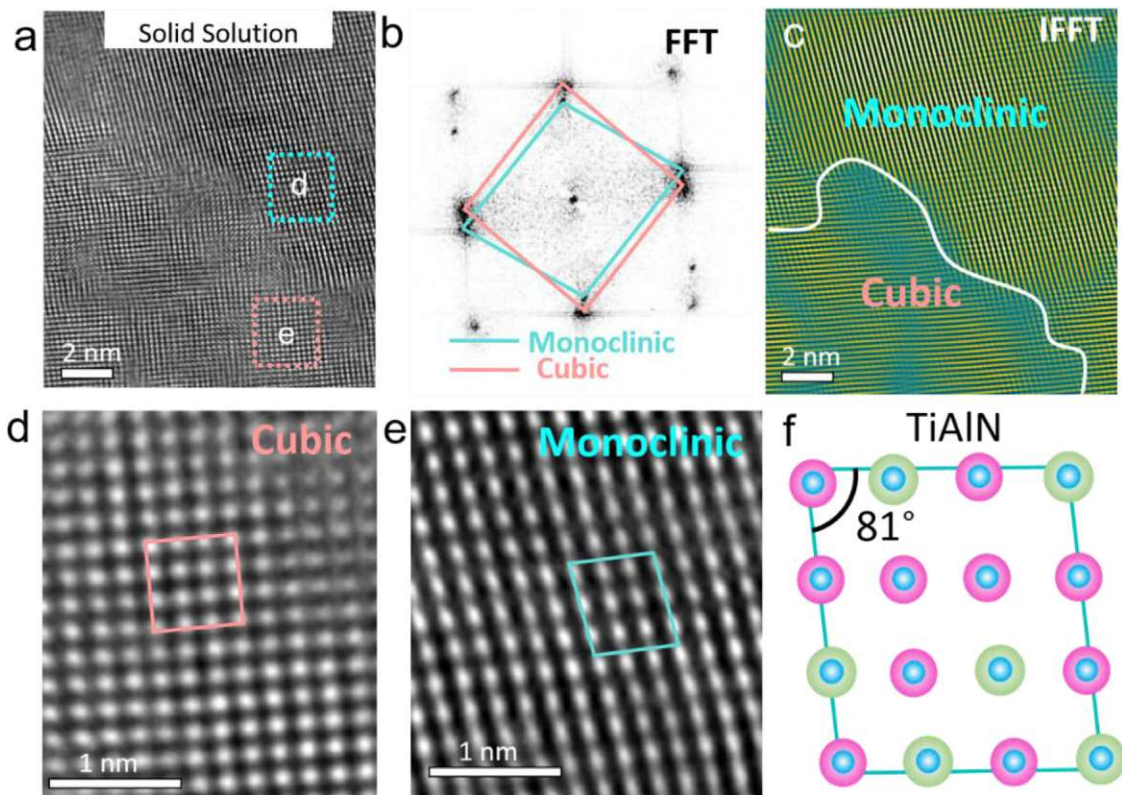 a
Solid Solution
d
e
2 nm
b
FFT
Monoclinic
Cubic
c
IFFT
Monoclinic
Cubic
2 nm
d
Cubic
1 nm
e
Monoclinic
1 nm
f
TiAlN
81°